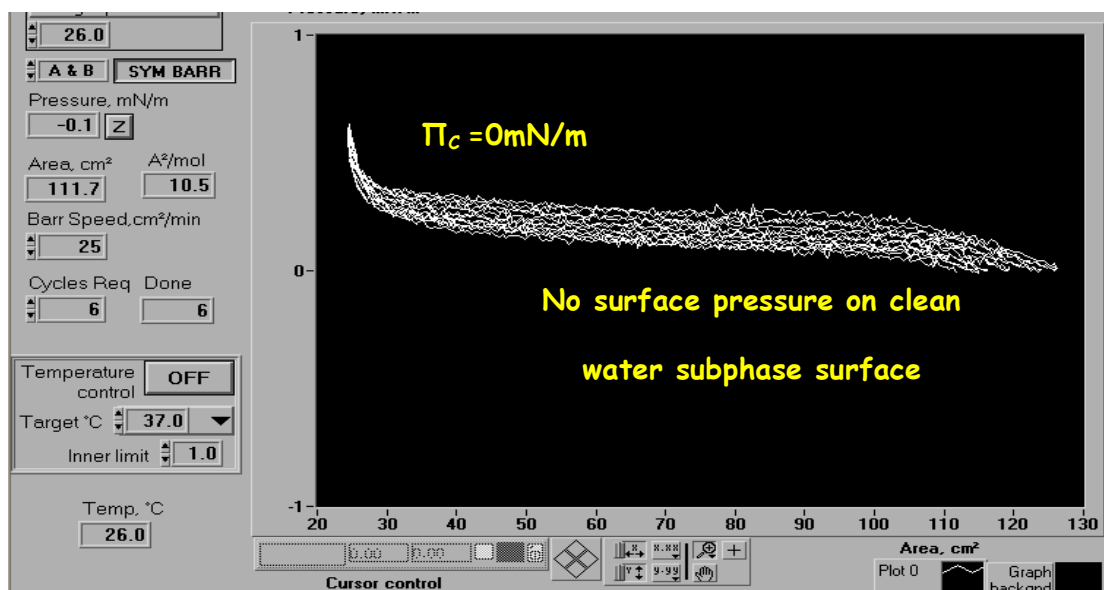 26.0
A & B SYM BARR
Pressure, mN/m
-0.1 Z
Area, cm² A²/mol
111.7 10.5
Barr Speed,cm²/min
25
Cycles Req Done
6 6
Temperature control OFF
Target °C 37.0
Inner limit 1.0
Temp, °C
26.0
1
0
-1
Πc =0mN/m
No surface pressure on clean
water subphase surface
20 30 40 50 60 70 80 90 100 110 120 130
Area, cm²
0.00 0.00
Cursor control
X X.XX
Y Y.YY
Plot 0
Graph